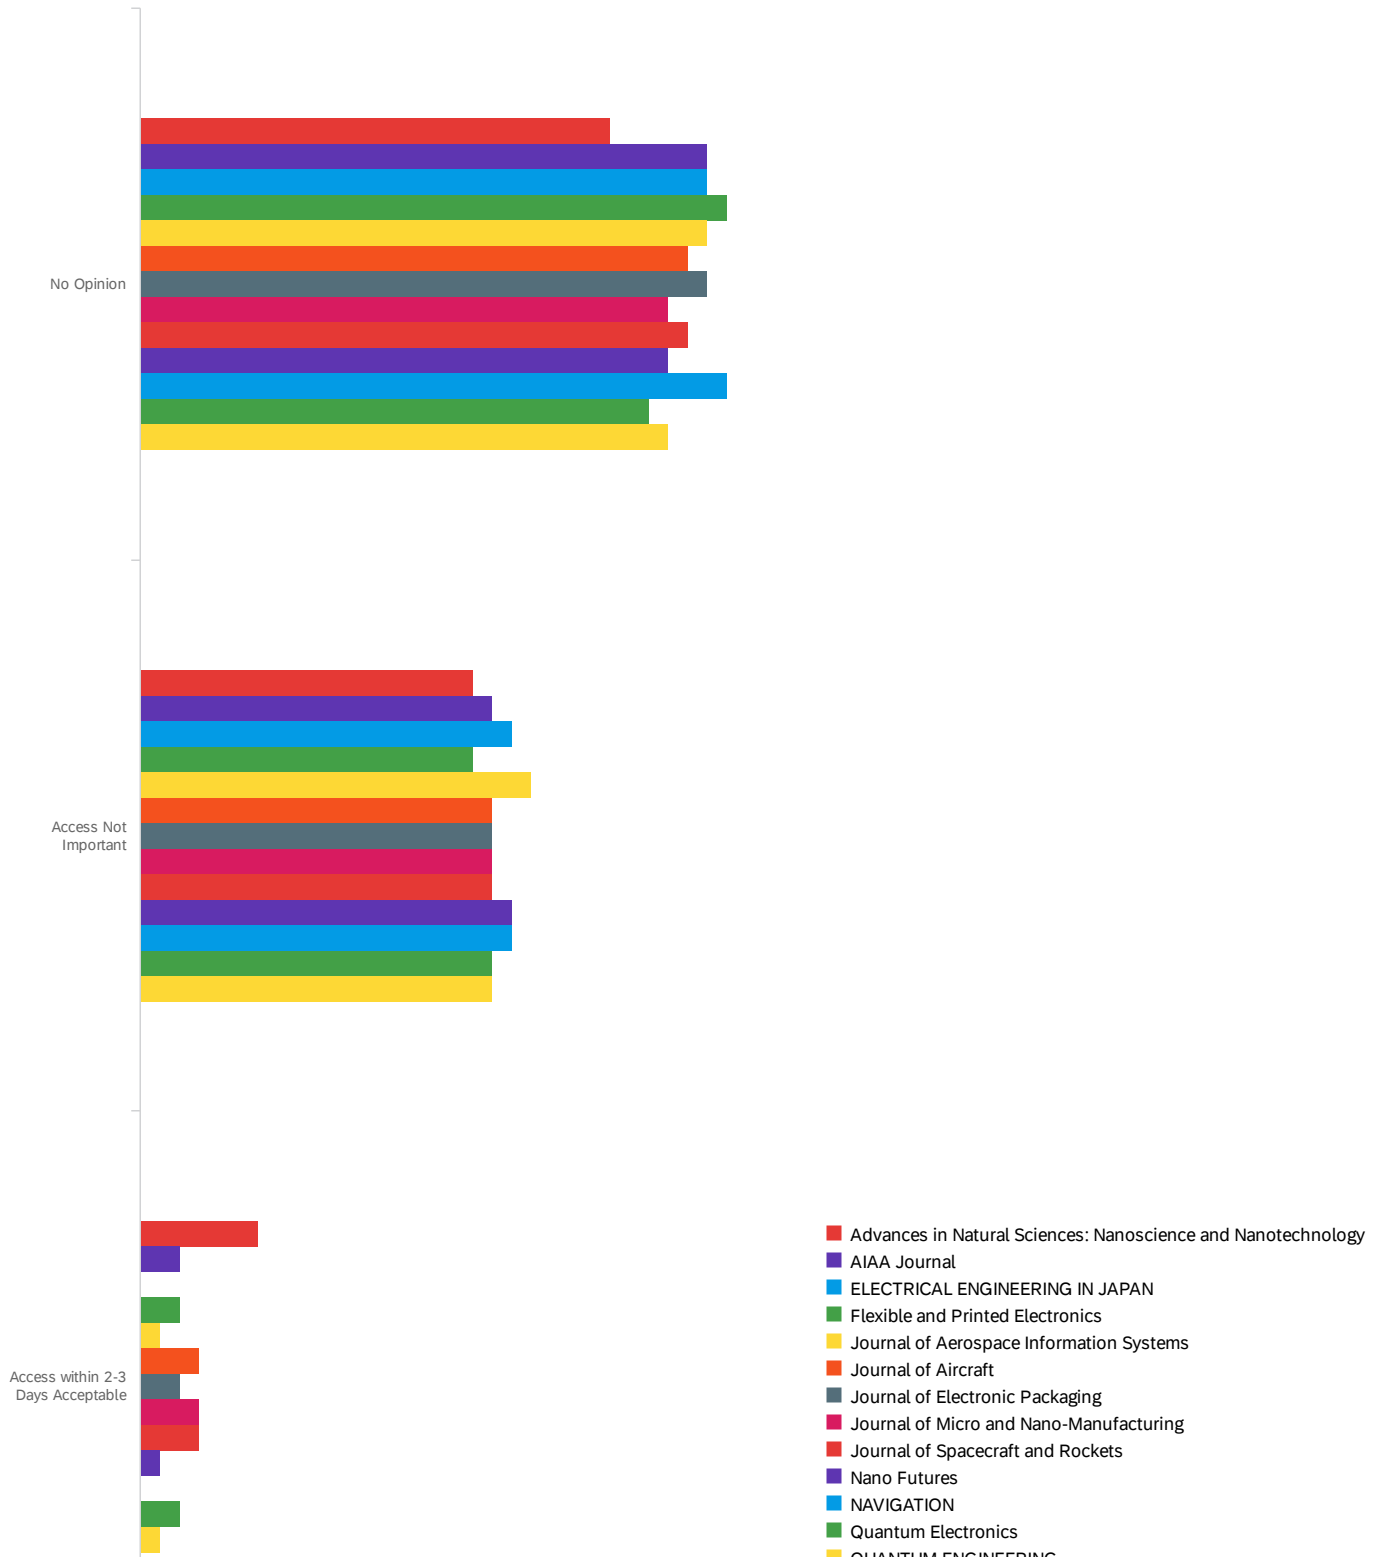 No Opinion
Access Not
Important
Access within 2-3
Days Acceptable
Advances in Natural Sciences: Nanoscience and Nanotechnology
AIAA Journal
ELECTRICAL ENGINEERING IN JAPAN
Flexible and Printed Electronics
Journal of Aerospace Information Systems
Journal of Aircraft
Journal of Electronic Packaging
Journal of Micro and Nano-Manufacturing
Journal of Spacecraft and Rockets
Nano Futures
NAVIGATION
Quantum Electronics
QUANTUM ENGINEERING